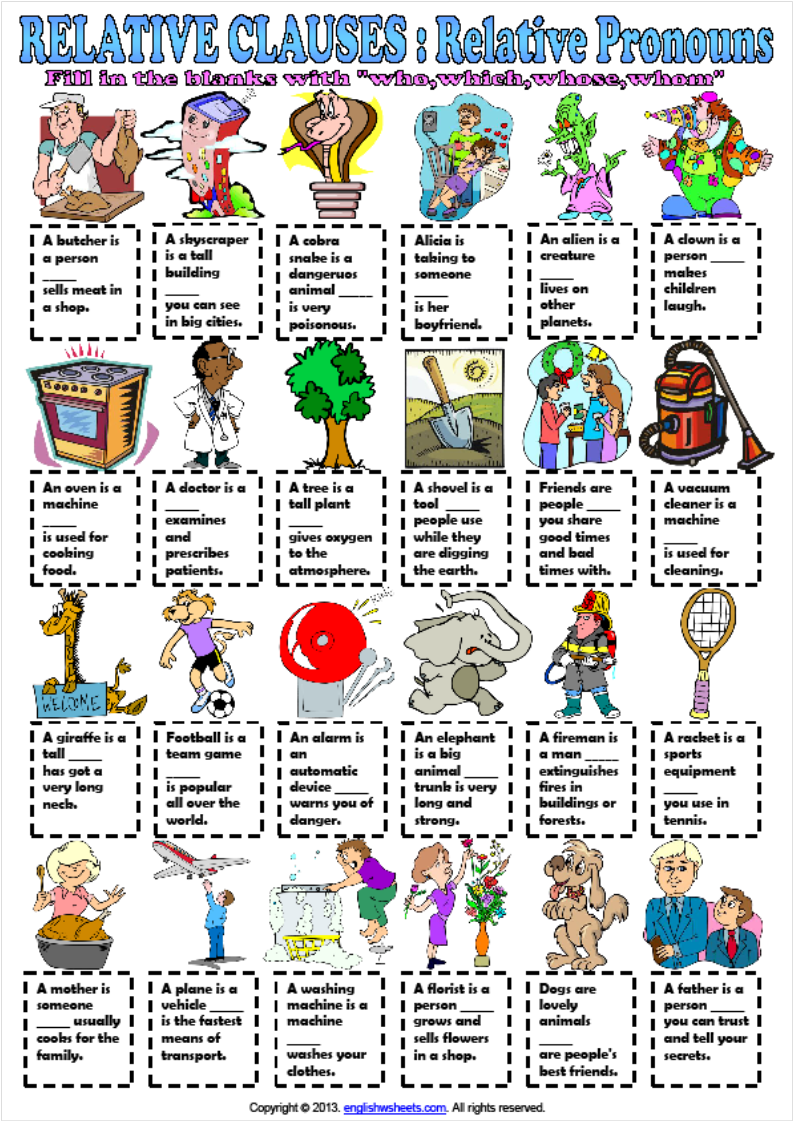 RELATIVE CLAUSES : Relative Pronouns
Fill in the blanks with "who,which,whose,whom"
A butcher is
a person
_____
sells meat in
a shop.
A skyscraper
is a tall
building
_____
you can see
in big cities.
A cobra
snake is a
dangeruos
animal _____
is very
poisonous.
Alicia is
taking to
someone
_____
is her
boyfriend.
An alien is a
creature
_____
lives on
other
planets.
A clown is a
person _____
makes
children
laugh.
An oven is a
machine
_____
is used for
cooking
food.
A doctor is a
_____
examines
and
prescribes
patients.
A tree is a
tall plant
_____
gives oxygen
to the
atmosphere.
A shovel is a
tool _____
people use
while they
are digging
the earth.
Friends are
people _____
you share
good times
and bad
times with.
A vacuum
cleaner is a
machine
_____
is used for
cleaning.
WELCOME
A giraffe is a
tall _____
has got a
very long
neck.
Football is a
team game
_____
is popular
all over the
world.
An alarm is
an
automatic
device _____
warns you of
danger.
An elephant
is a big
animal _____
trunk is very
long and
strong.
A fireman is
a man _____
extinguishes
fires in
buildings or
forests.
A racket is a
sports
equipment
_____
you use in
tennis.
A mother is
someone
_____ usually
cooks for the
family.
A plane is a
vehicle _____
is the fastest
means of
transport.
A washing
machine is a
machine
_____
washes your
clothes.
A florist is a
person _____
grows and
sells flowers
in a shop.
Dogs are
lovely
animals
_____
are people's
best friends.
A father is a
person _____
you can trust
and tell your
secrets.
Copyright © 2013. englishwsheets.com. All rights reserved.